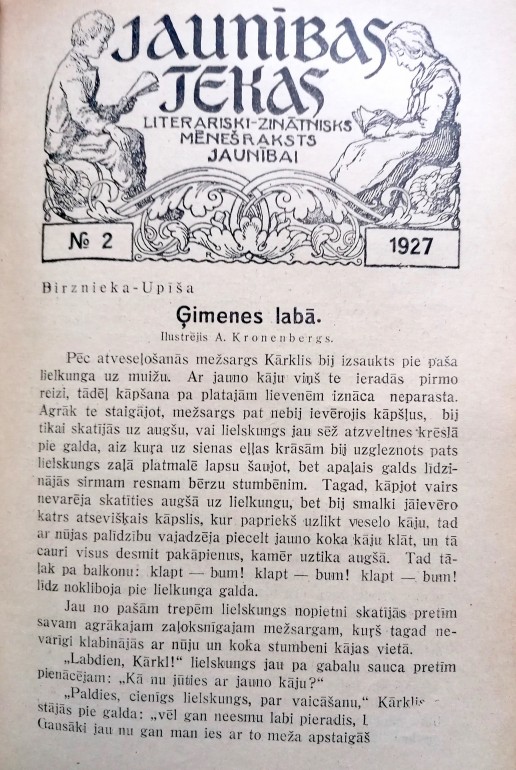 JAUNĪBAS
TEKAS
LITERARISKI-ZINĀTNISKS
MĒNEŠRAKSTS
JAUNĪBAI
№ 2
1927
Birznieka-Upīša
Ģimenes labā.
Ilustrējis A. Kronenbergs.
Pēc atveseļošanās mežsargs Kārklis bij izsaukts pie paša
lielkunga uz muižu. Ar jauno kāju viņš te ieradās pirmo
reizi, tādēļ kāpšana pa platajām lievenēm iznāca neparasta.
Agrāk te staigājot, mežsargs pat nebij ievērojis kāpšļus, bij
tikai skatījās uz augšu, vai lielskungs jau sēž atzveltnes krēslā
pie galda, aiz kuŗa uz sienas eļļas krāsām bij uzgleznots pats
lielskungs zaļā platmalē lapsu šaujot, bet apaļais galds līdzi-
nājās sirmam resnam bērzu stumbenim. Tagad, kāpjot vairs
nevarēja skatīties augšā uz lielkungu, bet bij smalki jāievēro
katrs atsevišķais kāpslis, kur papriekš uzlikt veselo kāju, tad
ar nūjas palīdzību vajadzēja piecelt jauno koka kāju klāt, un tā
cauri visus desmit pakāpienus, kamēr uztika augšā. Tad tā-
ļak pa balkonu: klapt — bum! klapt — bum! klapt — bum!
līdz nokliboja pie lielkunga galda.
Jau no pašām trepēm lielskungs nopietni skatījās pretīm
savam agrākajam zaļoksnīgajam mežsargam, kuŗš tagad ne-
varīgi klabinājās ar nūju un koka stumbeni kājas vietā.
„Labdien, Kārkl!“ lielskungs jau pa gabalu sauca pretīm
pienācējam: „Kā nu jūties ar jauno kāju?“
„Paldies, cienīgs lielskungs, par vaicāšanu,“ Kārklis
stājās pie galda: „vēl gan neesmu labi pieradis,
Gausāki jau nu gan man ies ar to meža apstaigāš